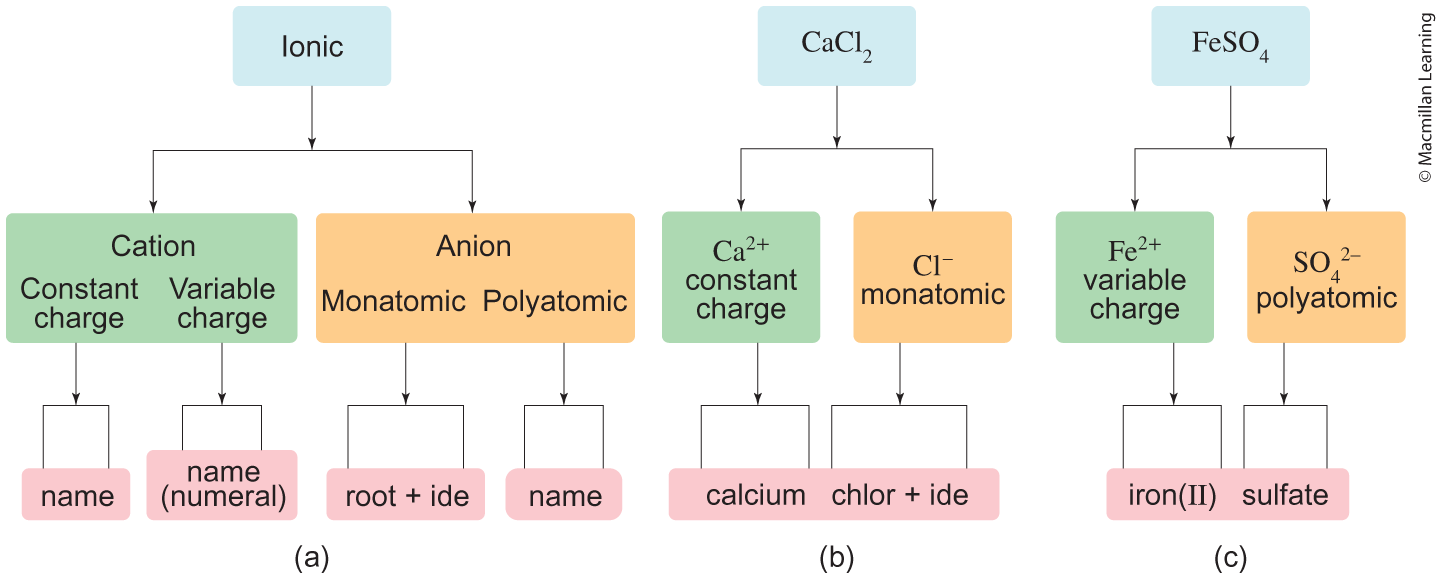 Ionic
Cation
Constant
charge
Variable
charge
Anion
Monatomic
Polyatomic
name
name
(numeral)
root + ide
name
(a)
CaCl₂
Ca²⁺
constant
charge
Cl⁻
monatomic
calcium
chlor + ide
(b)
FeSO₄
Fe²⁺
variable
charge
SO₄²⁻
polyatomic
iron(II)
sulfate
(c)
© Macmillan Learning